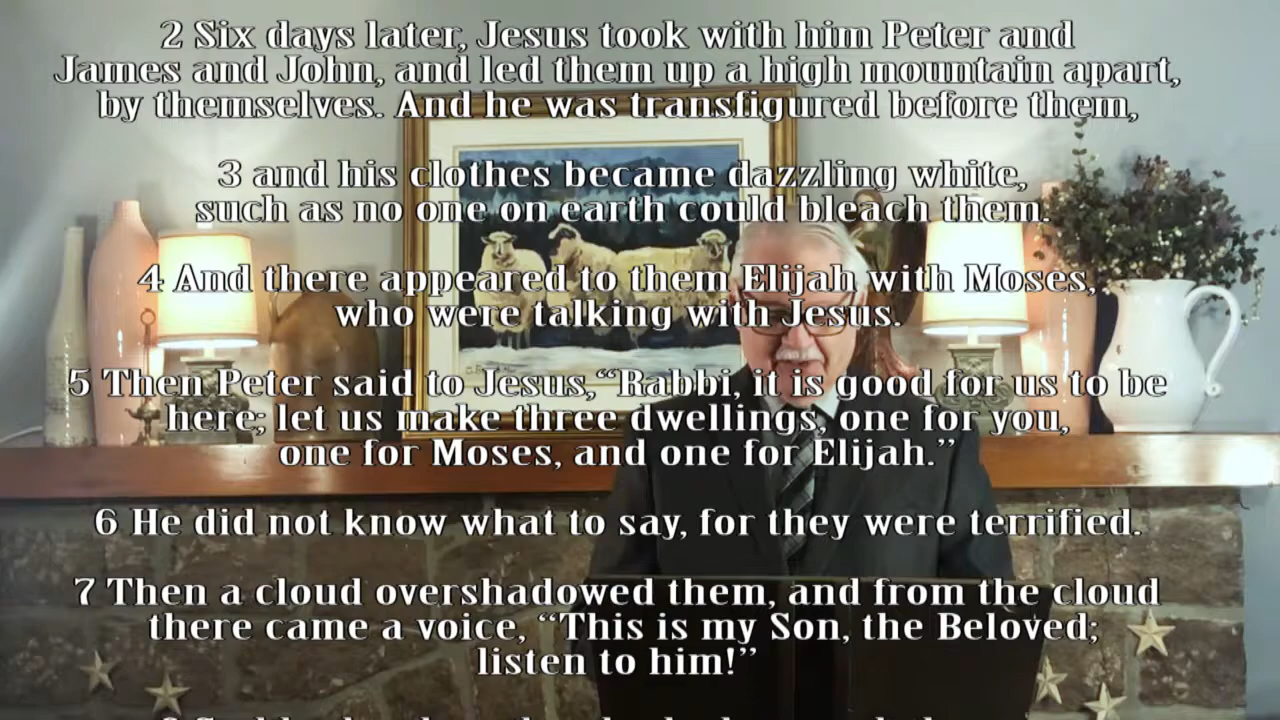 2 Six days later, Jesus took with him Peter and
James and John, and led them up a high mountain apart,
by themselves. And he was transfigured before them,
3 and his clothes became dazzling white,
such as no one on earth could bleach them.
4 And there appeared to them Elijah with Moses,
who were talking with Jesus.
5 Then Peter said to Jesus,“Rabbi, it is good for us to be
here; let us make three dwellings, one for you,
one for Moses, and one for Elijah.”
6 He did not know what to say, for they were terrified.
7 Then a cloud overshadowed them, and from the cloud
there came a voice, “This is my Son, the Beloved;
listen to him!”